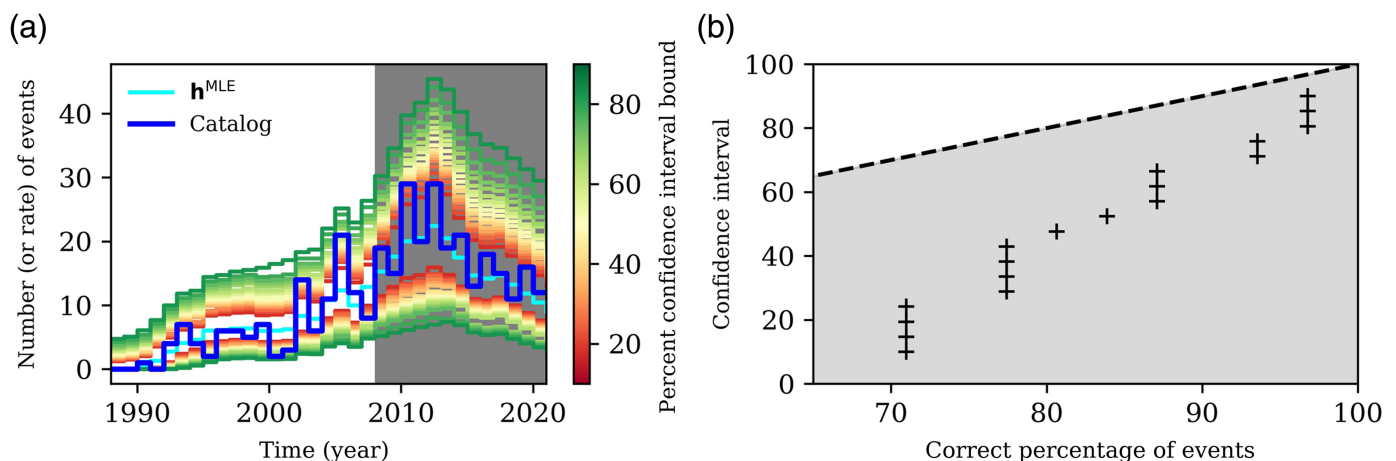 (a)
Number (or rate) of events
40
30
20
10
0
h^MLE
Catalog
1990
2000
2010
2020
Time (year)
80
60
40
20
Percent confidence interval bound
(b)
Confidence interval
100
80
60
40
20
0
70
80
90
100
Correct percentage of events